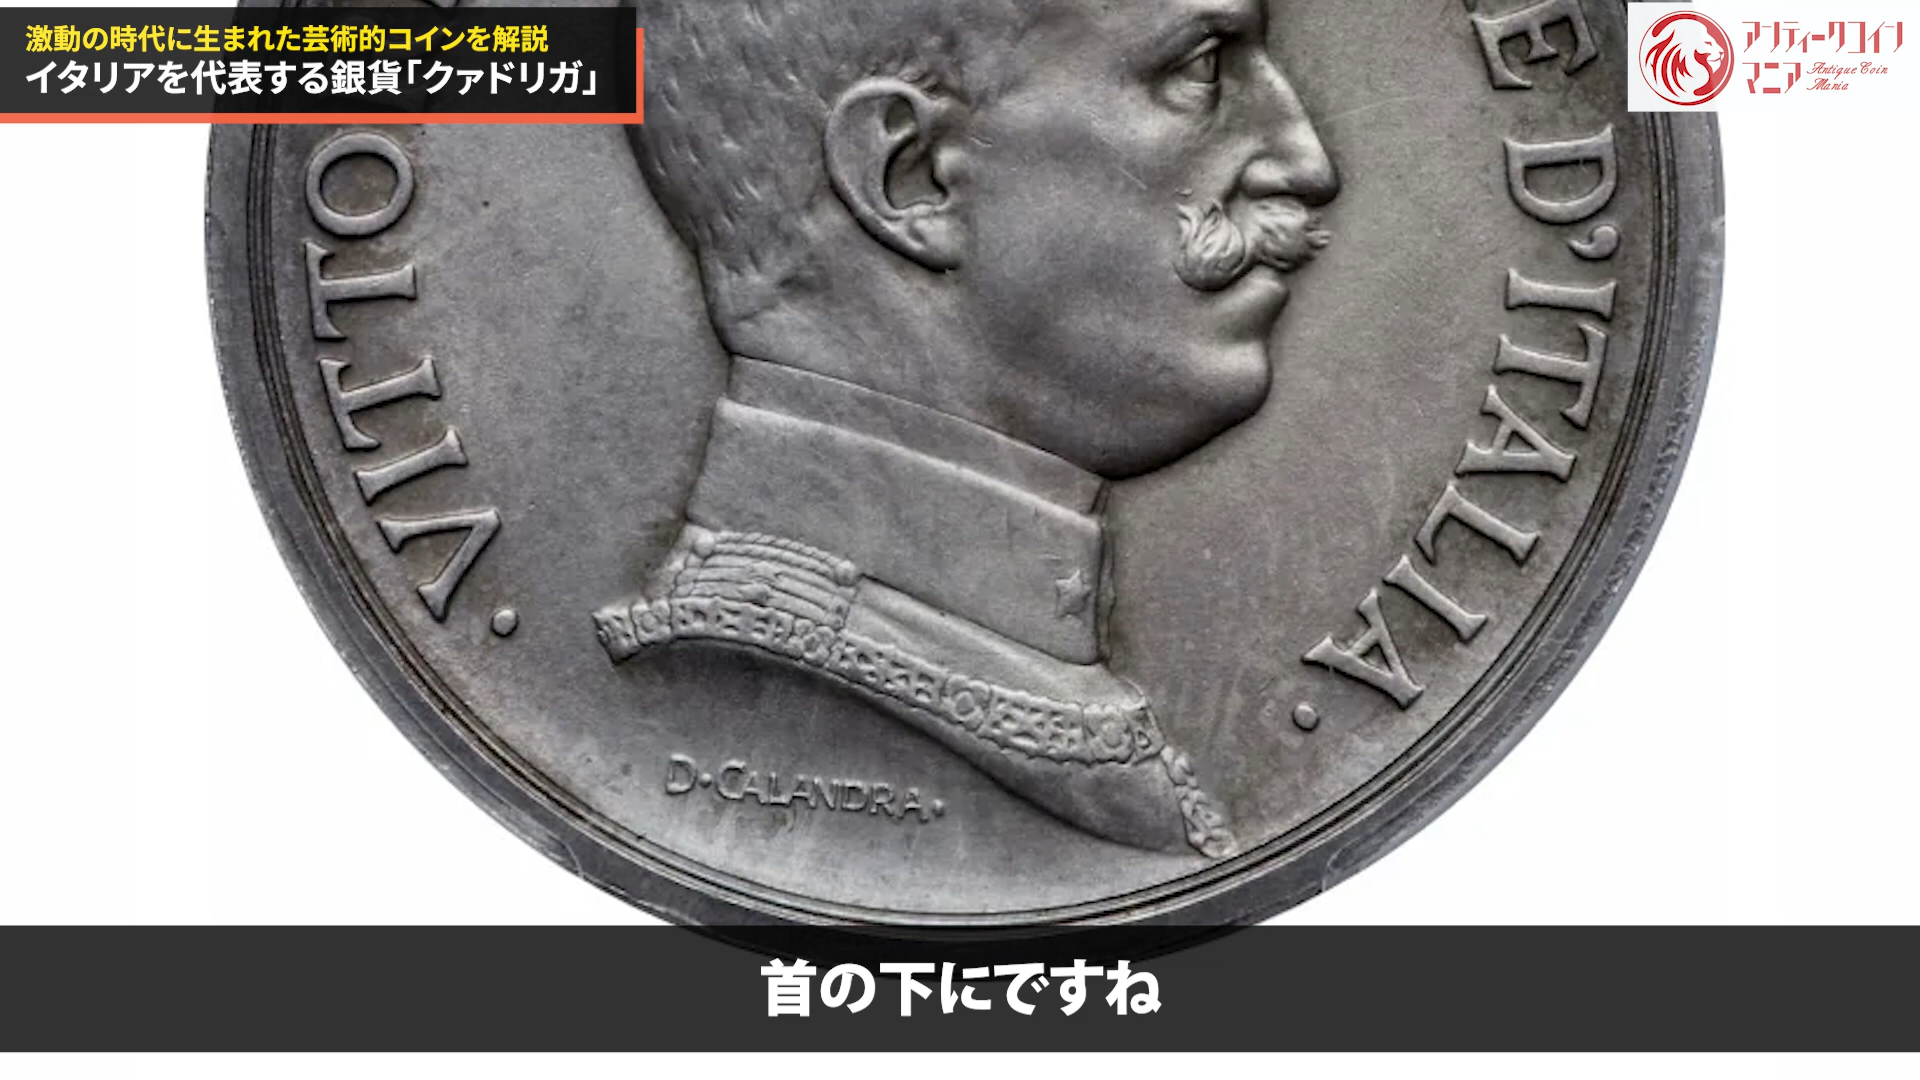 激動の時代に生まれた芸術的コインを解説
イタリアを代表する銀貨「クァドリガ」
アンティークコイン
マニア Antique Coin
Mania
VITTO
E D'ITALIA
D・CALANDRA・
首の下にですね